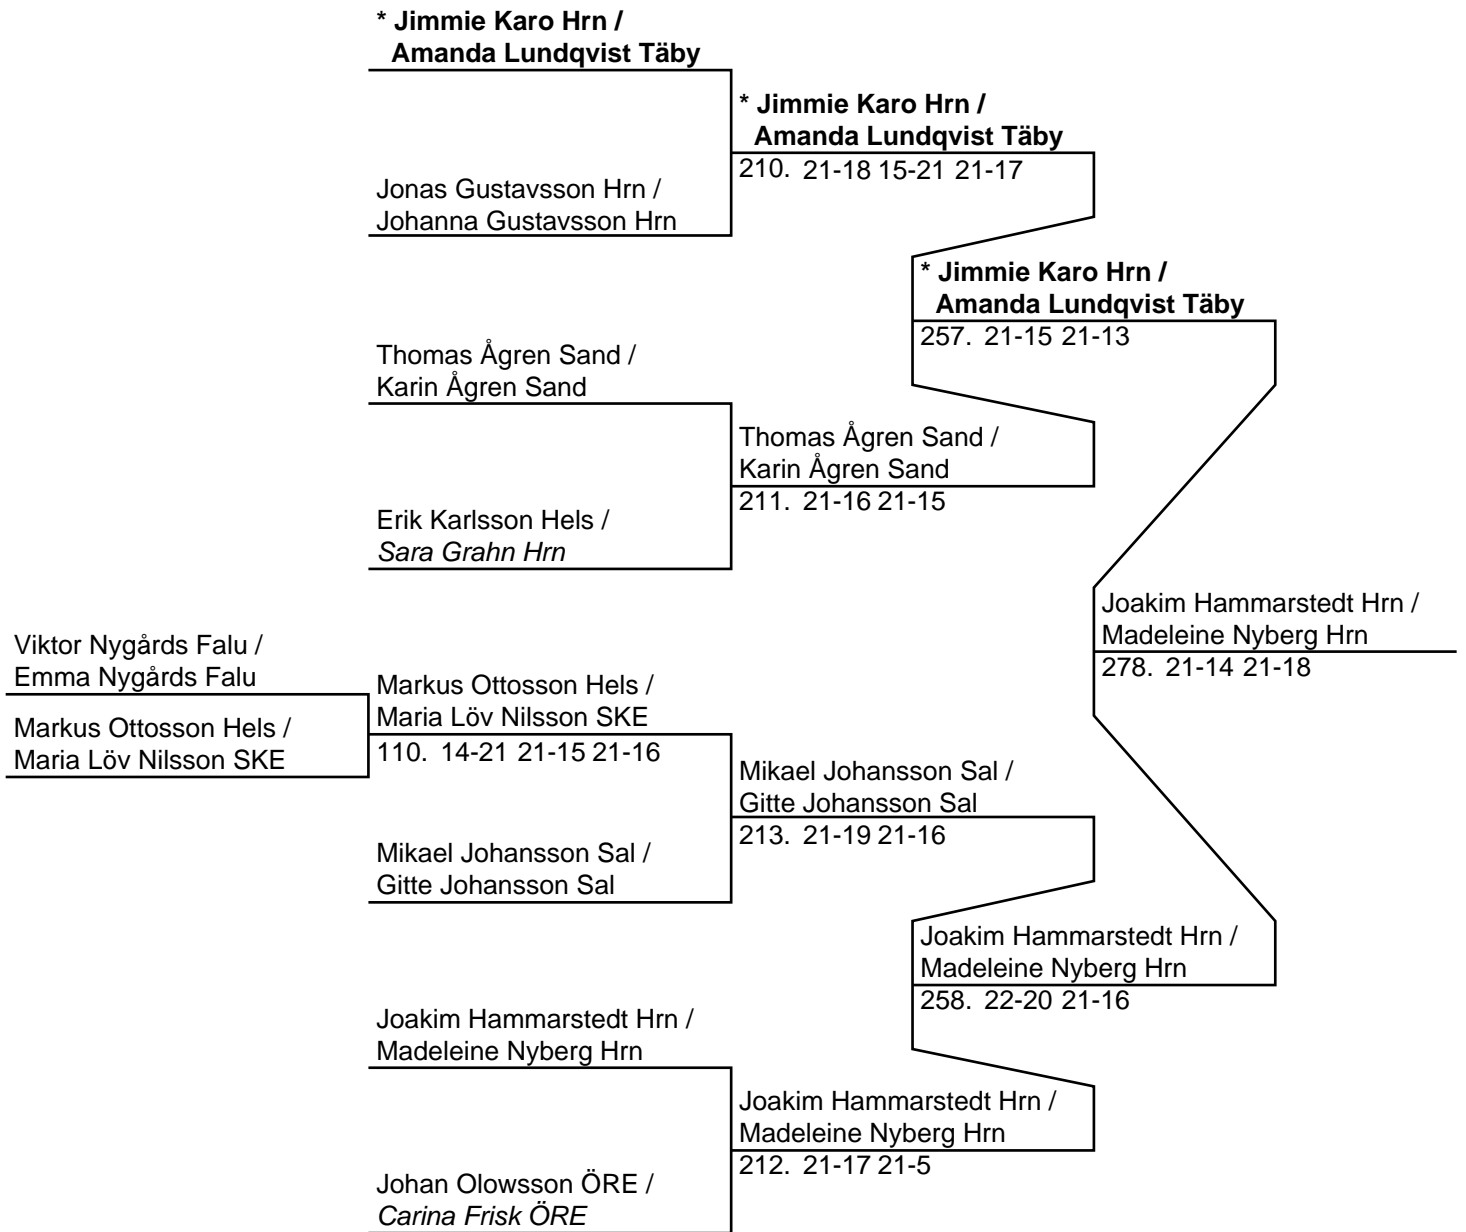 * Jimmie Karo Hrn /
Amanda Lundqvist Täby
* Jimmie Karo Hrn /
Amanda Lundqvist Täby
210. 21-18 15-21 21-17
Jonas Gustavsson Hrn /
Johanna Gustavsson Hrn
* Jimmie Karo Hrn /
Amanda Lundqvist Täby
257. 21-15 21-13
Thomas Ågren Sand /
Karin Ågren Sand
Thomas Ågren Sand /
Karin Ågren Sand
211. 21-16 21-15
Erik Karlsson Hels /
Sara Grahn Hrn
Joakim Hammarstedt Hrn /
Madeleine Nyberg Hrn
278. 21-14 21-18
Viktor Nygårds Falu /
Emma Nygårds Falu
Markus Ottosson Hels /
Maria Löv Nilsson SKE
110. 14-21 21-15 21-16
Markus Ottosson Hels /
Maria Löv Nilsson SKE
Mikael Johansson Sal /
Gitte Johansson Sal
213. 21-19 21-16
Mikael Johansson Sal /
Gitte Johansson Sal
Joakim Hammarstedt Hrn /
Madeleine Nyberg Hrn
258. 22-20 21-16
Joakim Hammarstedt Hrn /
Madeleine Nyberg Hrn
Joakim Hammarstedt Hrn /
Madeleine Nyberg Hrn
212. 21-17 21-5
Johan Olowsson ÖRE /
Carina Frisk ÖRE